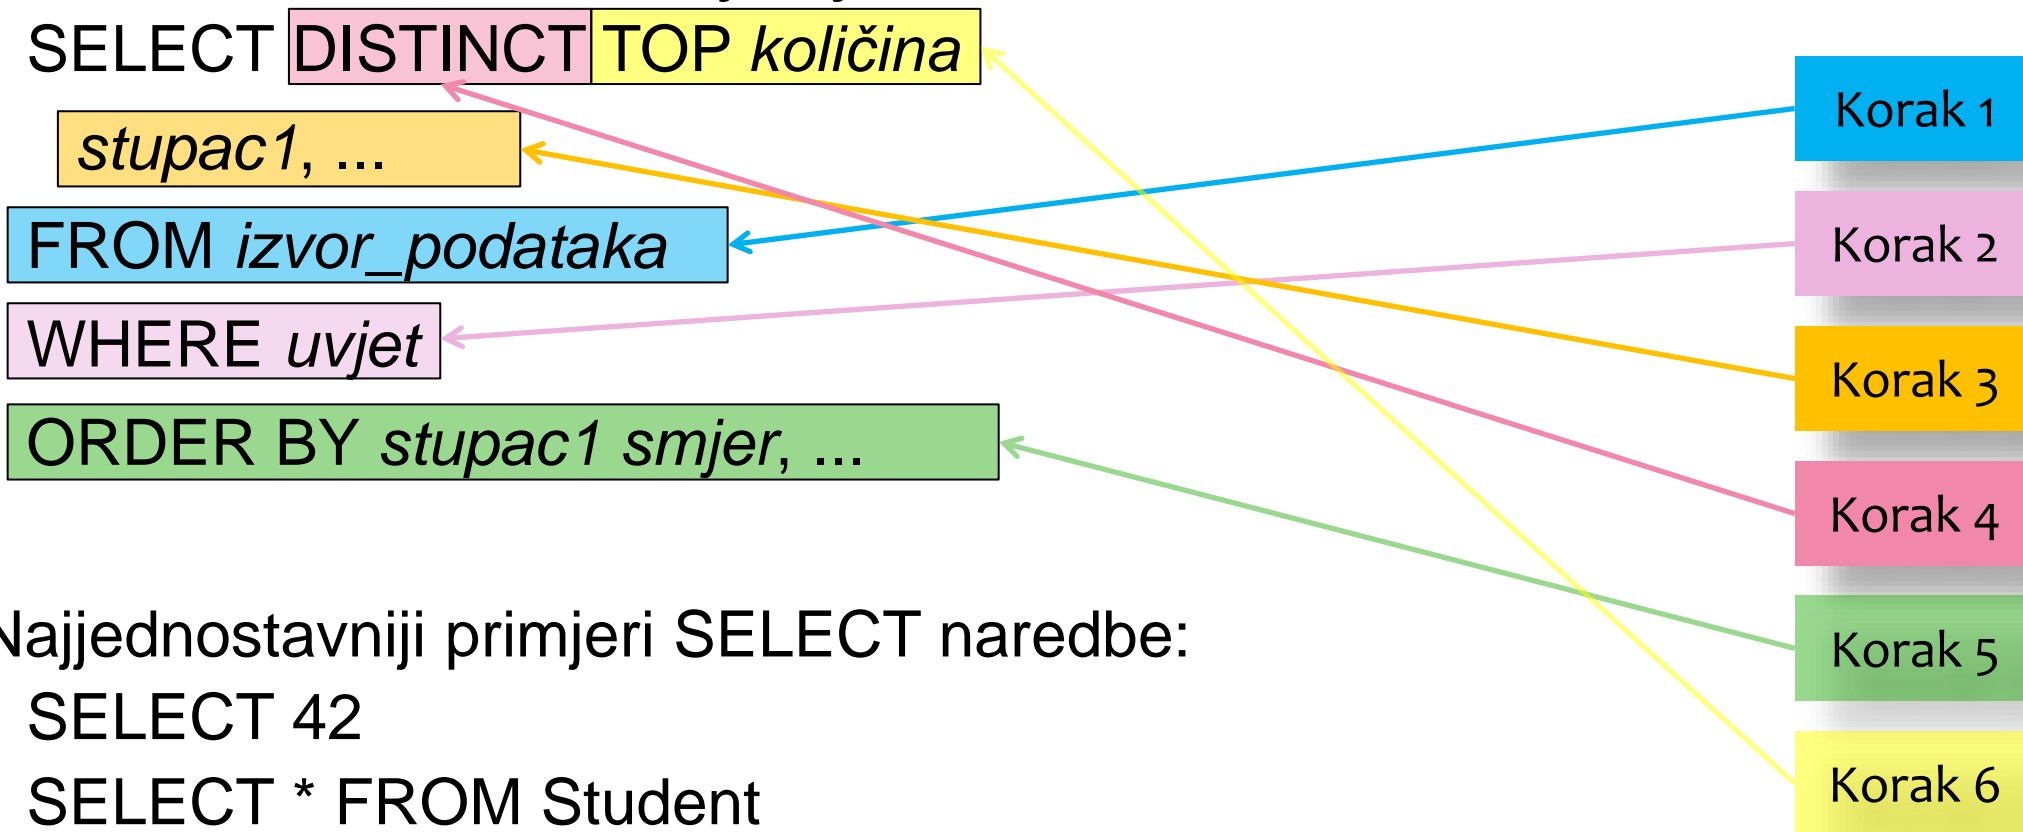 SELECT DISTINCT TOP količina
stupac1, ...
FROM izvor_podataka
WHERE uvjet
ORDER BY stupac1 smjer, ...
Najjednostavniji primjeri SELECT naredbe:
SELECT 42
SELECT * FROM Student
Korak 1
Korak 2
Korak 3
Korak 4
Korak 5
Korak 6